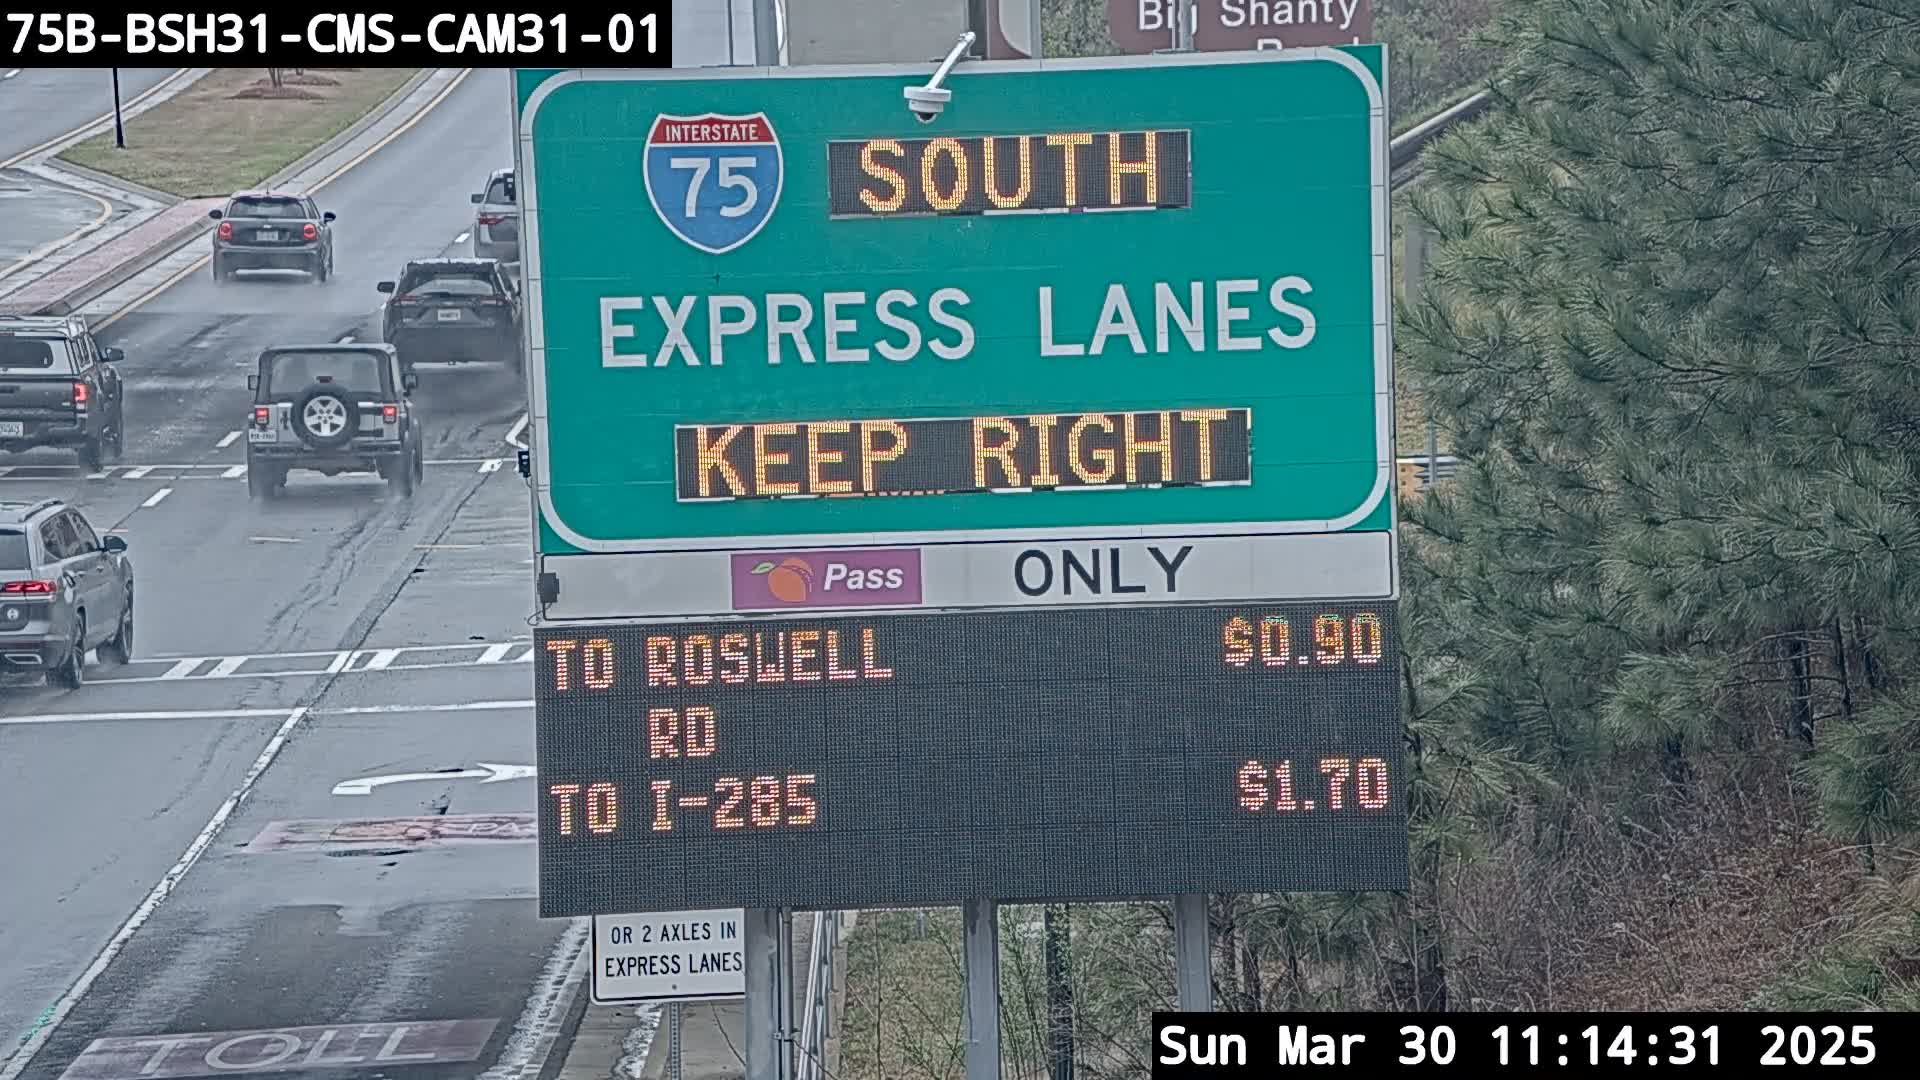 75B-BSH31-CMS-CAM31-01
Big Shanty
INTERSTATE
75
SOUTH
EXPRESS LANES
KEEP RIGHT
Pass ONLY
TO ROSWELL $0.90
RD
TO I-285 $1.70
OR 2 AXLES IN
EXPRESS LANES
TOLL
Sun Mar 30 11:14:31 2025